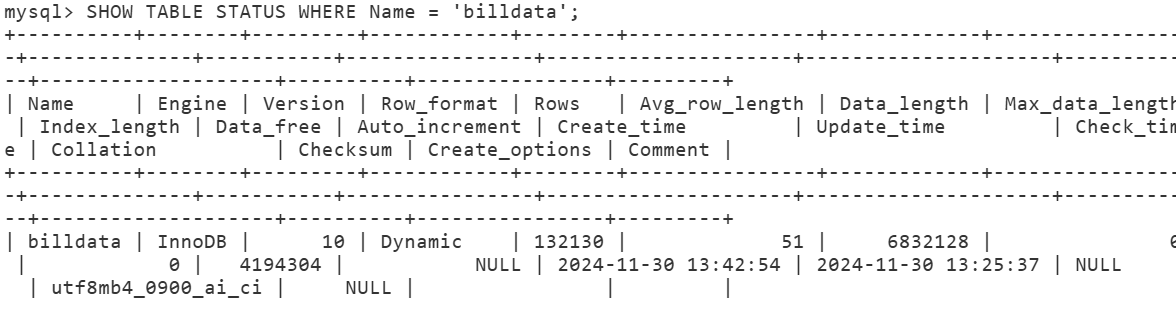 mysql> SHOW TABLE STATUS WHERE Name = 'billdata';
+----------+--------+---------+------------+--------+----------------+-------------+----------------
-+--------------+-----------+----------------+---------------------+---------------------+----------
--+--------------------+----------+----------------+---------+
| Name     | Engine | Version | Row_format | Rows   | Avg_row_length | Data_length | Max_data_length
 | Index_length | Data_free | Auto_increment | Create_time         | Update_time         | Check_tim
e | Collation          | Checksum | Create_options | Comment |
+----------+--------+---------+------------+--------+----------------+-------------+----------------
-+--------------+-----------+----------------+---------------------+---------------------+----------
--+--------------------+----------+----------------+---------+
| billdata | InnoDB |      10 | Dynamic    | 132130 |             51 |     6832128 |               0
 |            0 |   4194304 |           NULL | 2024-11-30 13:42:54 | 2024-11-30 13:25:37 | NULL
  | utf8mb4_0900_ai_ci |     NULL |                |         |